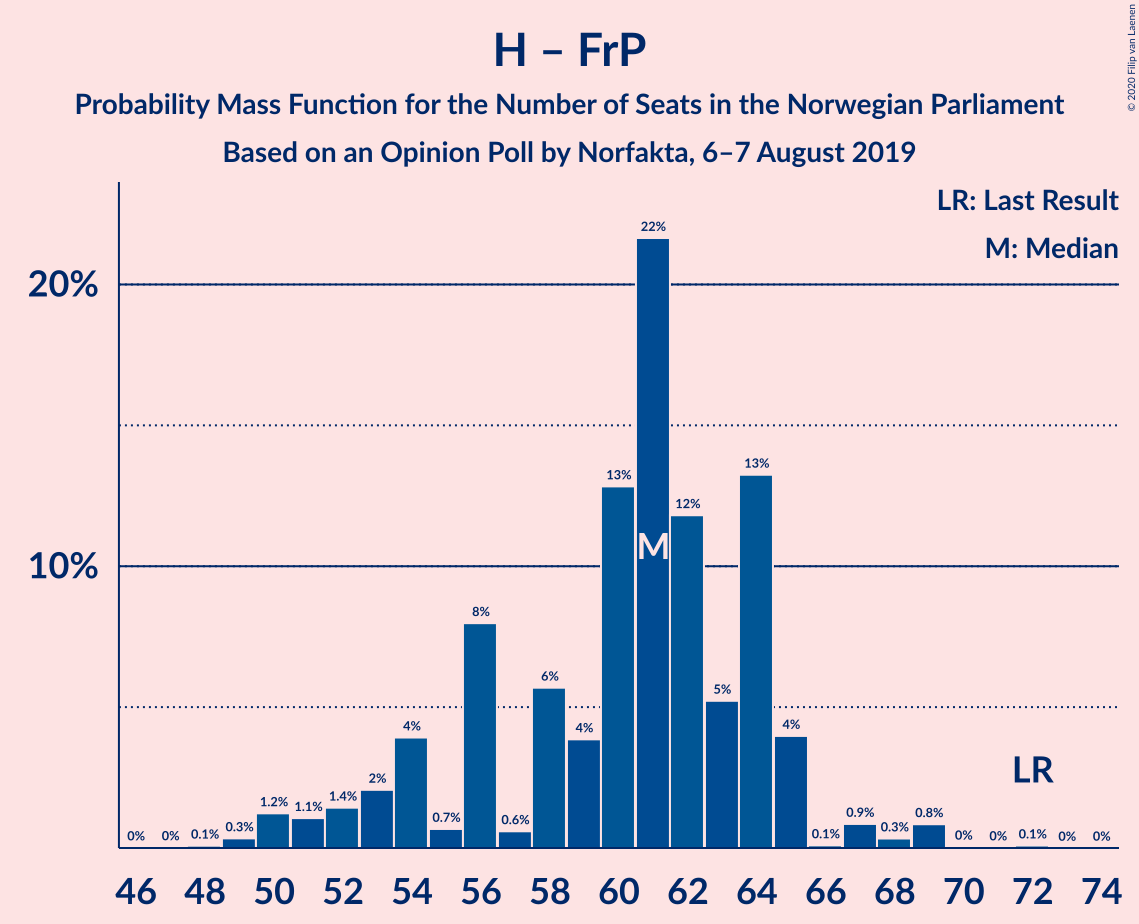 H – FrP
Probability Mass Function for the Number of Seats in the Norwegian Parliament
Based on an Opinion Poll by Norfakta, 6–7 August 2019
© 2020 Filip van Laenen
LR: Last Result
M: Median
20%
10%
0% 0% 0.1% 0.3% 1.2% 1.1% 1.4% 2% 4% 0.7% 8% 0.6% 6% 4% 13% 22% 12% 5% 13% 4% 0.1% 0.9% 0.3% 0.8% 0% 0% 0.1% 0% 0%
M
LR
46 48 50 52 54 56 58 60 62 64 66 68 70 72 74